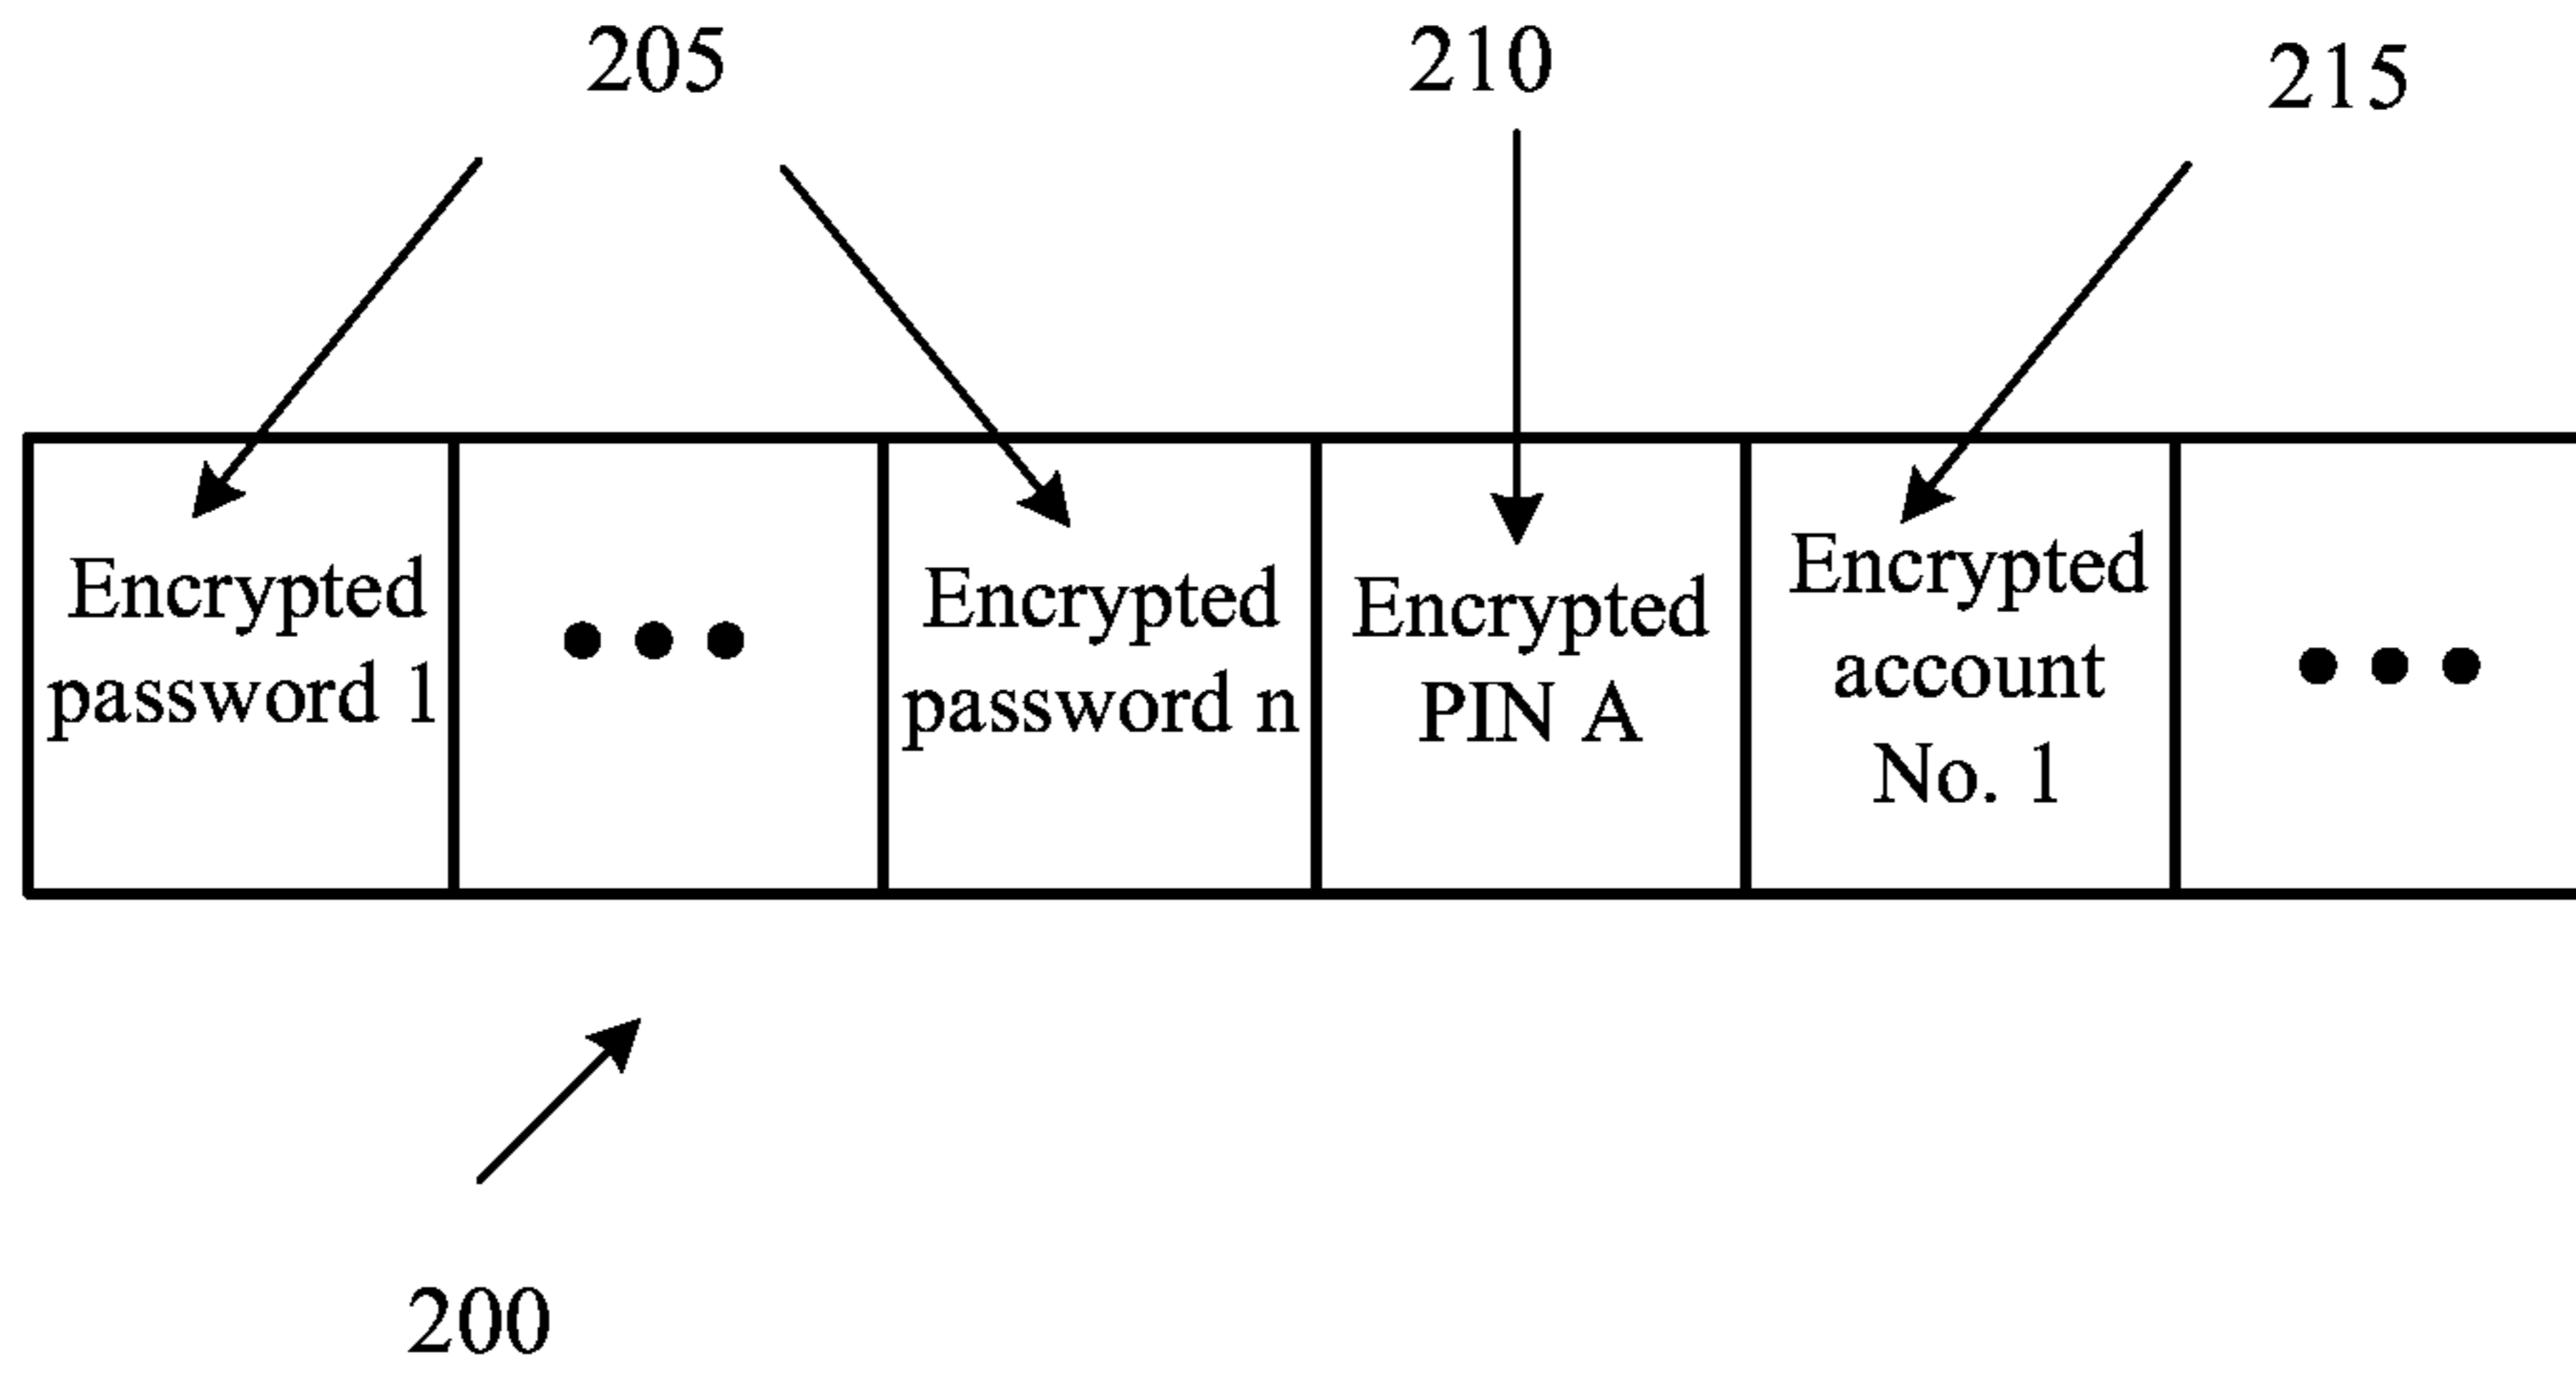 205
210
215
Encrypted
password 1
• • •
Encrypted
password n
Encrypted
PIN A
Encrypted
account
No. 1
• • •
200